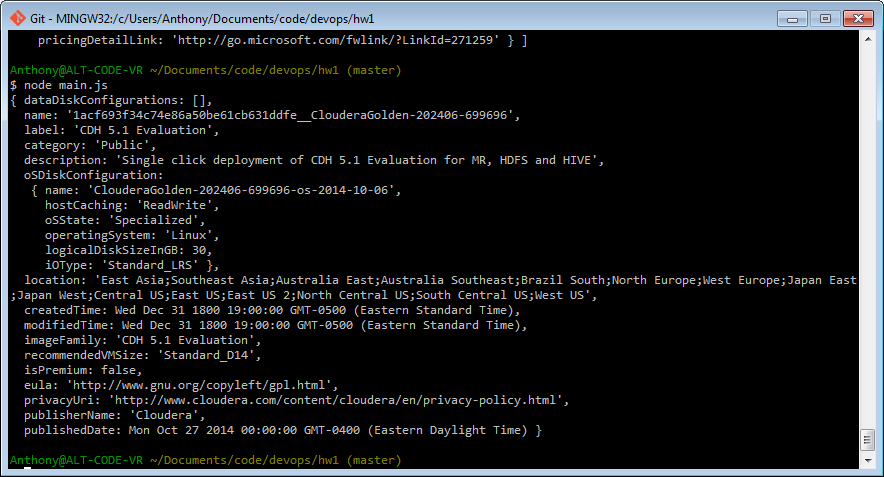 Git - MINGW32:/c/Users/Anthony/Documents/code/devops/hw1
    pricingDetailLink: 'http://go.microsoft.com/fwlink/?LinkId=271259' } ]
Anthony@ALT-CODE-VR ~/Documents/code/devops/hw1 (master)
$ node main.js
{ dataDiskConfigurations: [],
  name: '1acf693f34c74e86a50be61cb631ddfe__ClouderaGolden-202406-699696',
  label: 'CDH 5.1 Evaluation',
  category: 'Public',
  description: 'Single click deployment of CDH 5.1 Evaluation for MR, HDFS and HIVE',
  oSDiskConfiguration:
   { name: 'ClouderaGolden-202406-699696-os-2014-10-06',
     hostCaching: 'ReadWrite',
     oSState: 'Specialized',
     operatingSystem: 'Linux',
     logicalDiskSizeInGB: 30,
     iOType: 'Standard_LRS' },
  location: 'East Asia;Southeast Asia;Australia East;Australia Southeast;Brazil South;North Europe;West Europe;Japan East
;Japan West;Central US;East US;East US 2;North Central US;South Central US;West US',
  createdTime: Wed Dec 31 1800 19:00:00 GMT-0500 (Eastern Standard Time),
  modifiedTime: Wed Dec 31 1800 19:00:00 GMT-0500 (Eastern Standard Time),
  imageFamily: 'CDH 5.1 Evaluation',
  recommendedVMSize: 'Standard_D14',
  isPremium: false,
  eula: 'http://www.gnu.org/copyleft/gpl.html',
  privacyUri: 'http://www.cloudera.com/content/cloudera/en/privacy-policy.html',
  publisherName: 'Cloudera',
  publishedDate: Mon Oct 27 2014 00:00:00 GMT-0400 (Eastern Daylight Time) }
Anthony@ALT-CODE-VR ~/Documents/code/devops/hw1 (master)